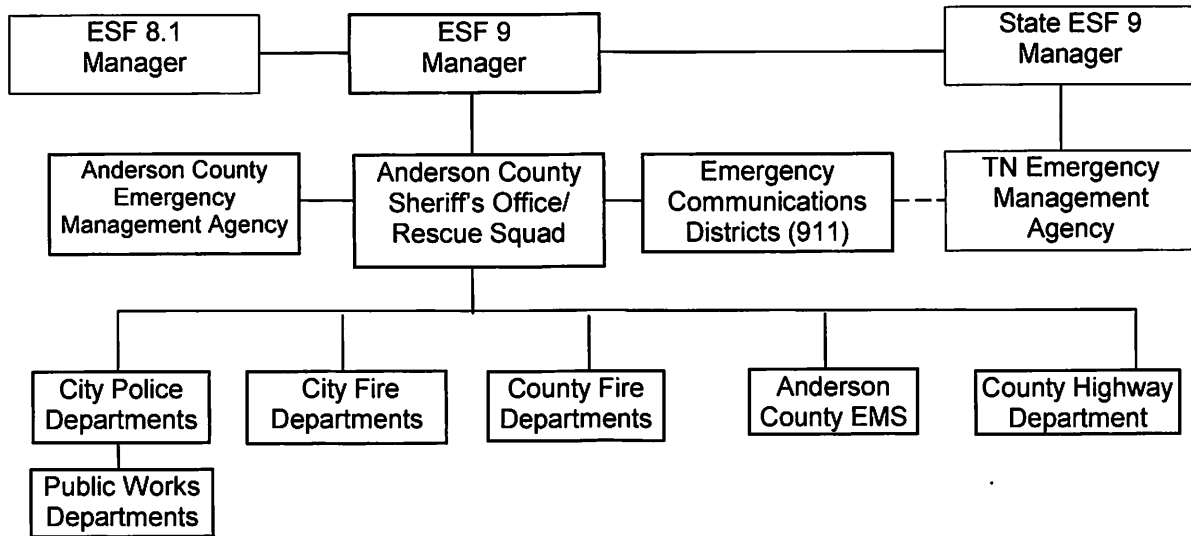 ESF 8.1
Manager
ESF 9
Manager
State ESF 9
Manager
Anderson County
Emergency
Management Agency
Anderson County
Sheriff's Office/
Rescue Squad
Emergency
Communications
Districts (911)
TN Emergency
Management
Agency
City Police
Departments
City Fire
Departments
County Fire
Departments
Anderson
County EMS
County Highway
Department
Public Works
Departments